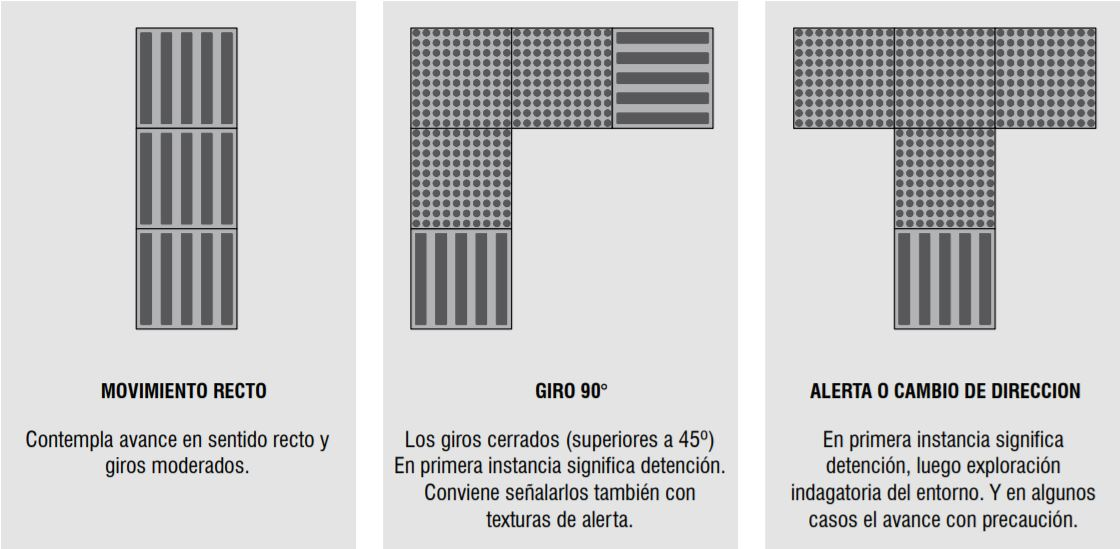 MOVIMIENTO RECTO
Contempla avance en sentido recto y
giros moderados.
GIRO 90°
Los giros cerrados (superiores a 45º)
En primera instancia significa detención.
Conviene señalarlos también con
texturas de alerta.
ALERTA O CAMBIO DE DIRECCION
En primera instancia significa
detención, luego exploración
indagatoria del entorno. Y en algunos
casos el avance con precaución.